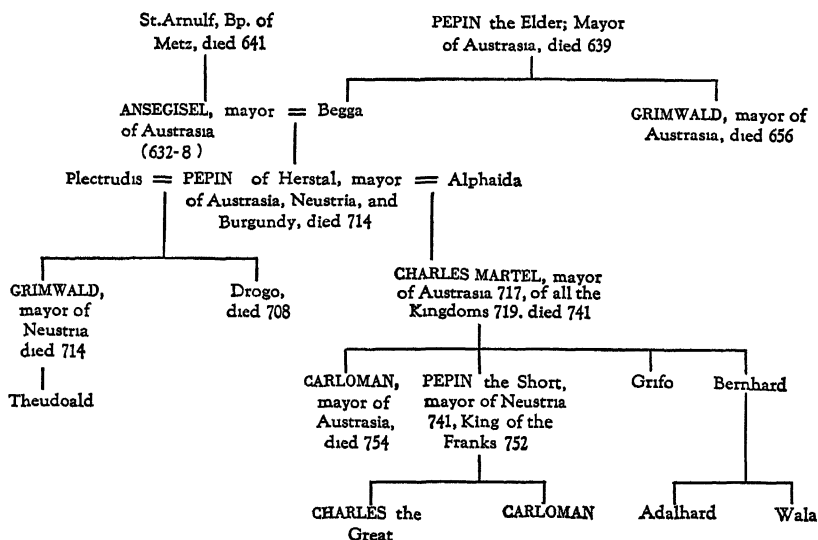 St.Arnulf, Bp. of
Metz, died 641
PEPIN the Elder; Mayor
of Austrasia, died 639
ANSEGISEL, mayor = Begga
of Austrasia
(632-8)
GRIMWALD, mayor of
Austrasia, died 656
Plectrudis = PEPIN of Herstal, mayor = Alphaida
of Austrasia, Neustria, and
Burgundy, died 714
GRIMWALD,
mayor of
Neustria
died 714
Drogo,
died 708
CHARLES MARTEL, mayor
of Austrasia 717, of all the
Kingdoms 719. died 741
Theudoald
CARLOMAN,
mayor of
Austrasia,
died 754
PEPIN the Short,
mayor of Neustria
741, King of the
Franks 752
Grifo
Bernhard
CHARLES the
Great
CARLOMAN
Adalhard
Wala